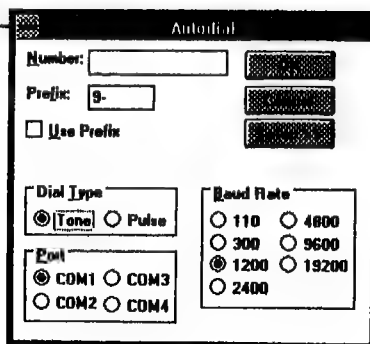 Autodial
Number:
Prefix: 9-
Use Prefix
Dial Type
Tone Pulse
Port
COM1 COM3
COM2 COM4
Baud Rate
110 4800
300 9600
1200 19200
2400